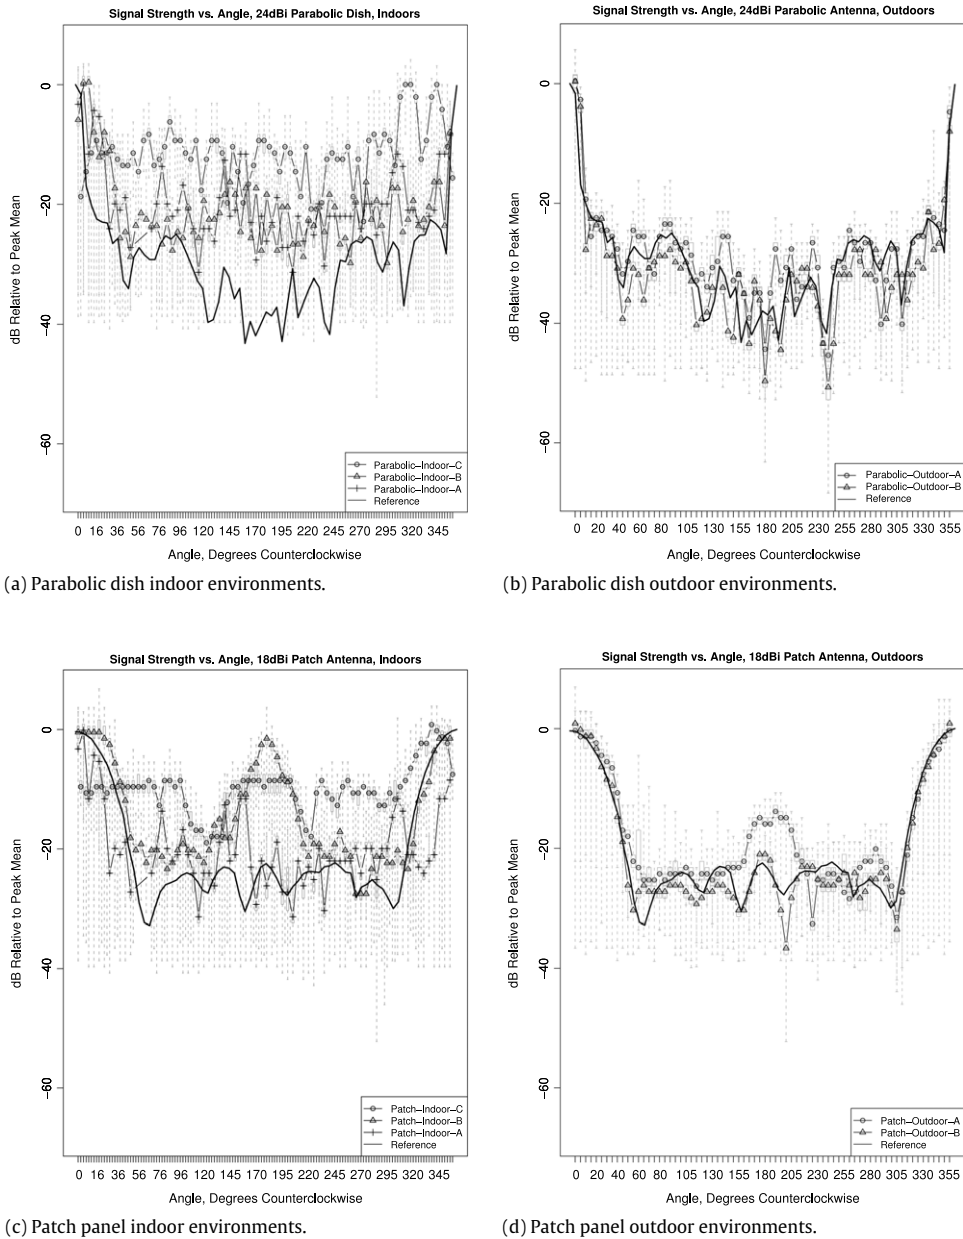 Signal Strength vs. Angle, 24dBi Parabolic Dish, Indoors
dB Relative to Peak Mean
0
−20
−40
−60
Parabolic−Indoor−C
Parabolic−Indoor−B
Parabolic−Indoor−A
Reference
0 16 36 56 76 96 120 145 170 195 220 245 270 295 320 345
Angle, Degrees Counterclockwise
(a) Parabolic dish indoor environments.
Signal Strength vs. Angle, 24dBi Parabolic Antenna, Outdoors
dB Relative to Peak Mean
0
−20
−40
−60
Parabolic−Outdoor−A
Parabolic−Outdoor−B
Reference
0 20 40 60 80 105 130 155 180 205 230 255 280 305 330 355
Angle, Degrees Counterclockwise
(b) Parabolic dish outdoor environments.
Signal Strength vs. Angle, 18dBi Patch Antenna, Indoors
dB Relative to Peak Mean
0
−20
−40
−60
Patch−Indoor−C
Patch−Indoor−B
Patch−Indoor−A
Reference
0 16 36 56 76 96 120 145 170 195 220 245 270 295 320 345
Angle, Degrees Counterclockwise
(c) Patch panel indoor environments.
Signal Strength vs. Angle, 18dBi Patch Antenna, Outdoors
dB Relative to Peak Mean
0
−20
−40
−60
Patch−Outdoor−A
Patch−Outdoor−B
Reference
0 20 40 60 80 105 130 155 180 205 230 255 280 305 330 355
Angle, Degrees Counterclockwise
(d) Patch panel outdoor environments.